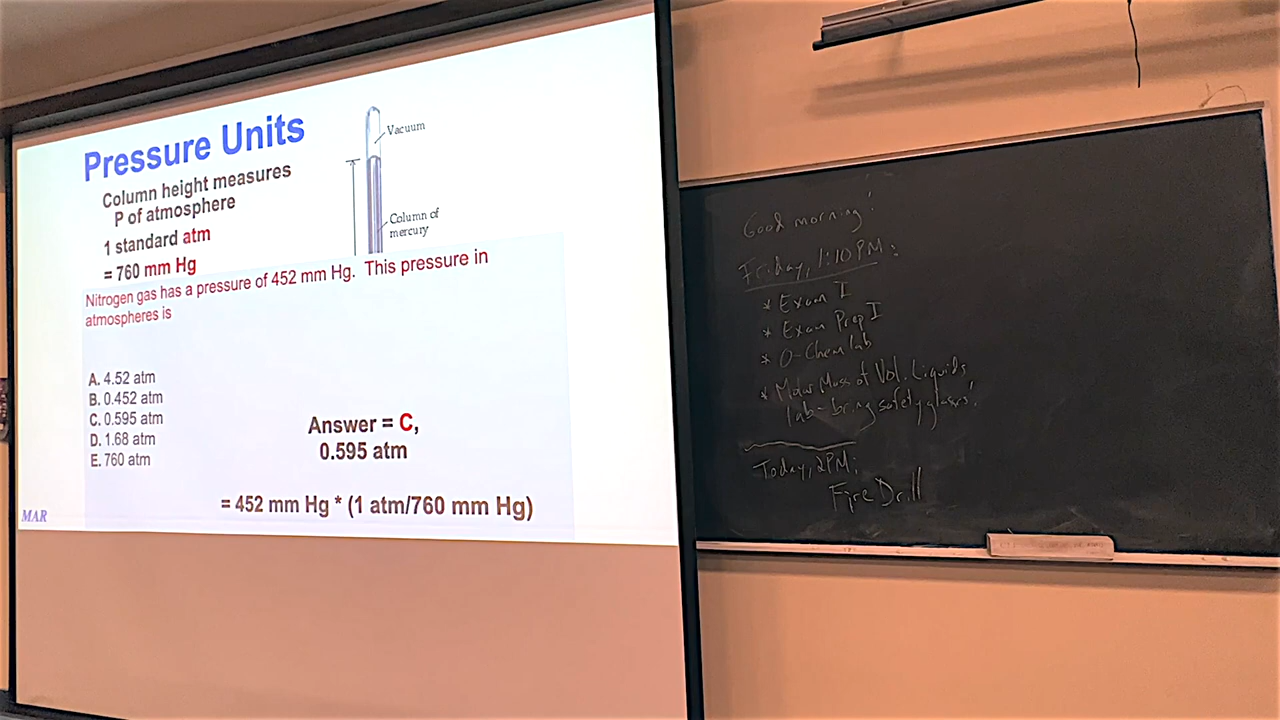 Pressure Units
Column height measures
P of atmosphere
1 standard atm
= 760 mm Hg
Vacuum
Column of
mercury
Nitrogen gas has a pressure of 452 mm Hg. This pressure in
atmospheres is
A. 4.52 atm
B. 0.452 atm
C. 0.595 atm
D. 1.68 atm
E. 760 atm
Answer = C,
0.595 atm
= 452 mm Hg * (1 atm/760 mm Hg)
MAR
Good morning!
Friday, 1:10 PM:
* Exam I
* Exam Prep I
* O-Chem lab
* Molar Mass of Vol. Liquids
lab - bring safety glasses!
Today, 2PM:
Fire Drill